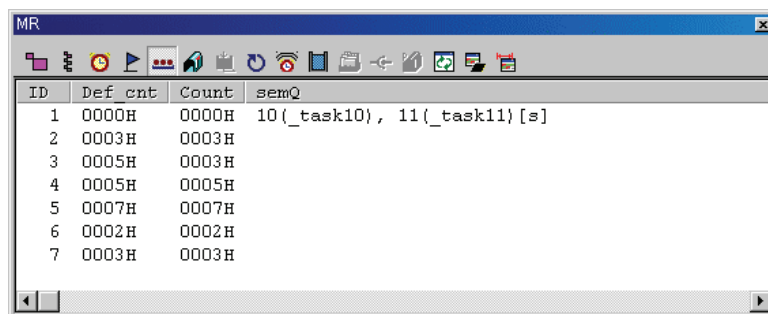 MR
ID Def_cnt Count semQ
1 0000H 0000H 10(_task10), 11(_task11)[s]
2 0003H 0003H
3 0005H 0003H
4 0005H 0005H
5 0007H 0007H
6 0002H 0002H
7 0003H 0003H